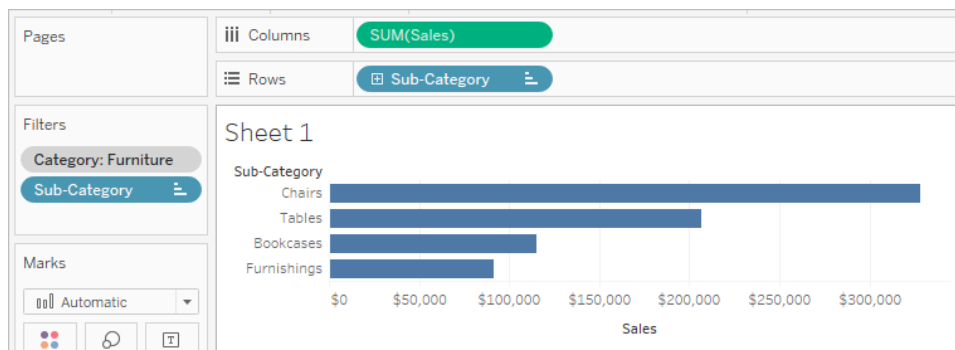 Pages
Columns
SUM(Sales)
Rows
Sub-Category
Filters
Category: Furniture
Sub-Category
Marks
Automatic
T
Sheet 1
Sub-Category
Chairs
Tables
Bookcases
Furnishings
$0 $50,000 $100,000 $150,000 $200,000 $250,000 $300,000
Sales